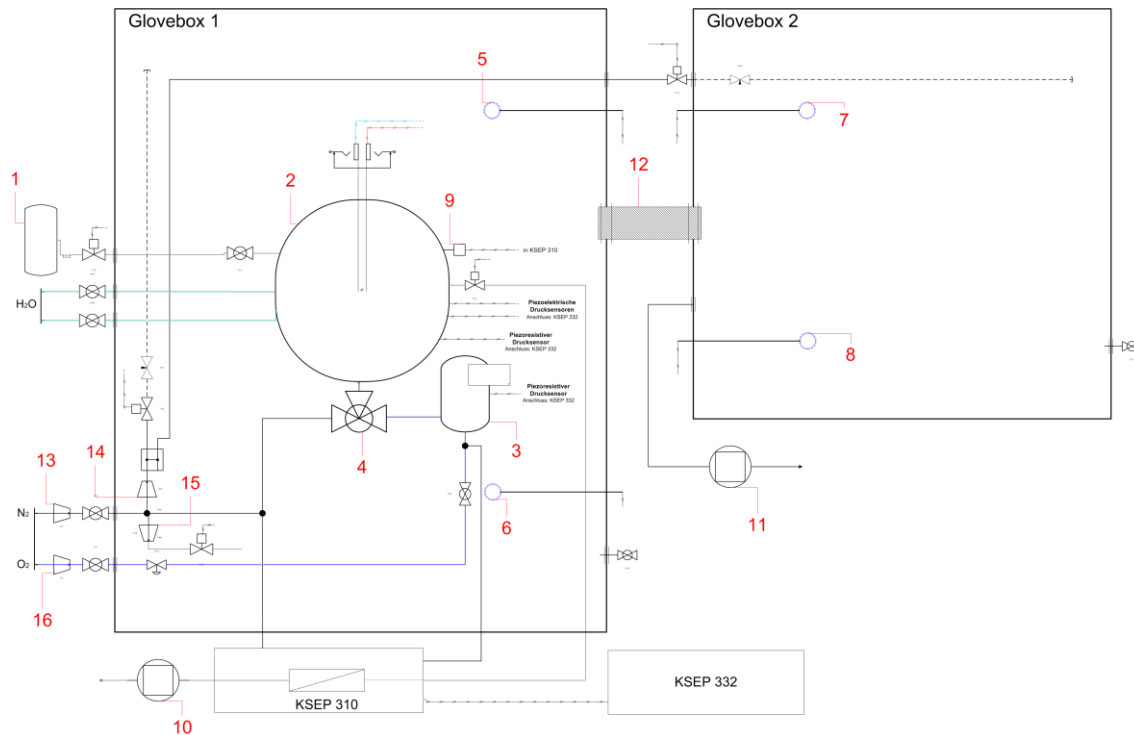 Glovebox 1
Glovebox 2
5
7
12
1
2
9
in KSEP 310
H₂O
Piezoelektrische
Drucksensoren
Anschluss: KSEP 332
Piezoresistiver
Drucksensor
Anschluss: KSEP 332
8
Piezoresistiver
Drucksensor
Anschluss: KSEP 332
3
4
14
13
15
N₂
6
11
O₂
16
KSEP 310
KSEP 332
10